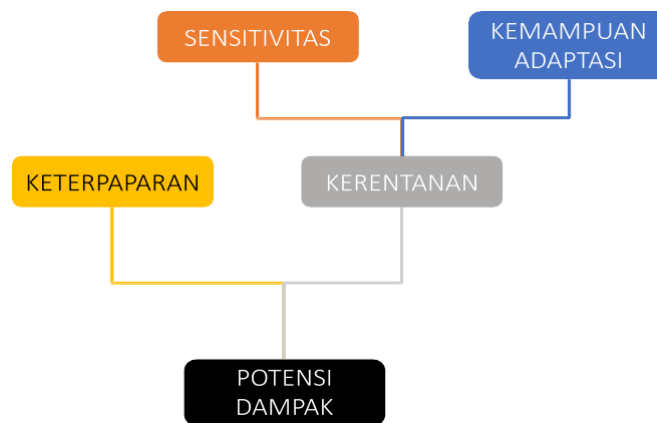 SENSITIVITAS
KEMAMPUAN
ADAPTASI
KETERPAPARAN
KERENTANAN
POTENSI
DAMPAK